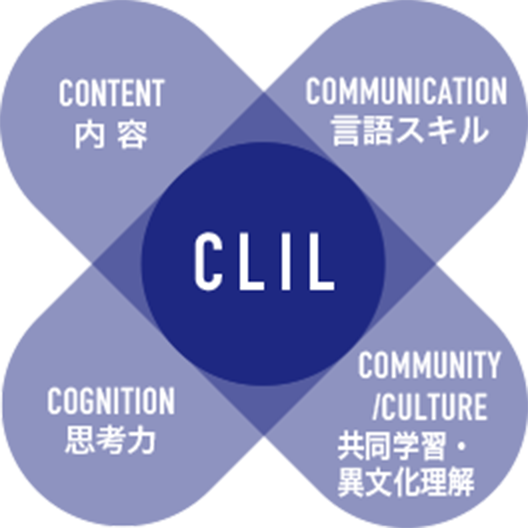 CONTENT
内 容
COMMUNICATION
言語スキル
CLIL
COGNITION
思考力
COMMUNITY
/CULTURE
共同学習・
異文化理解